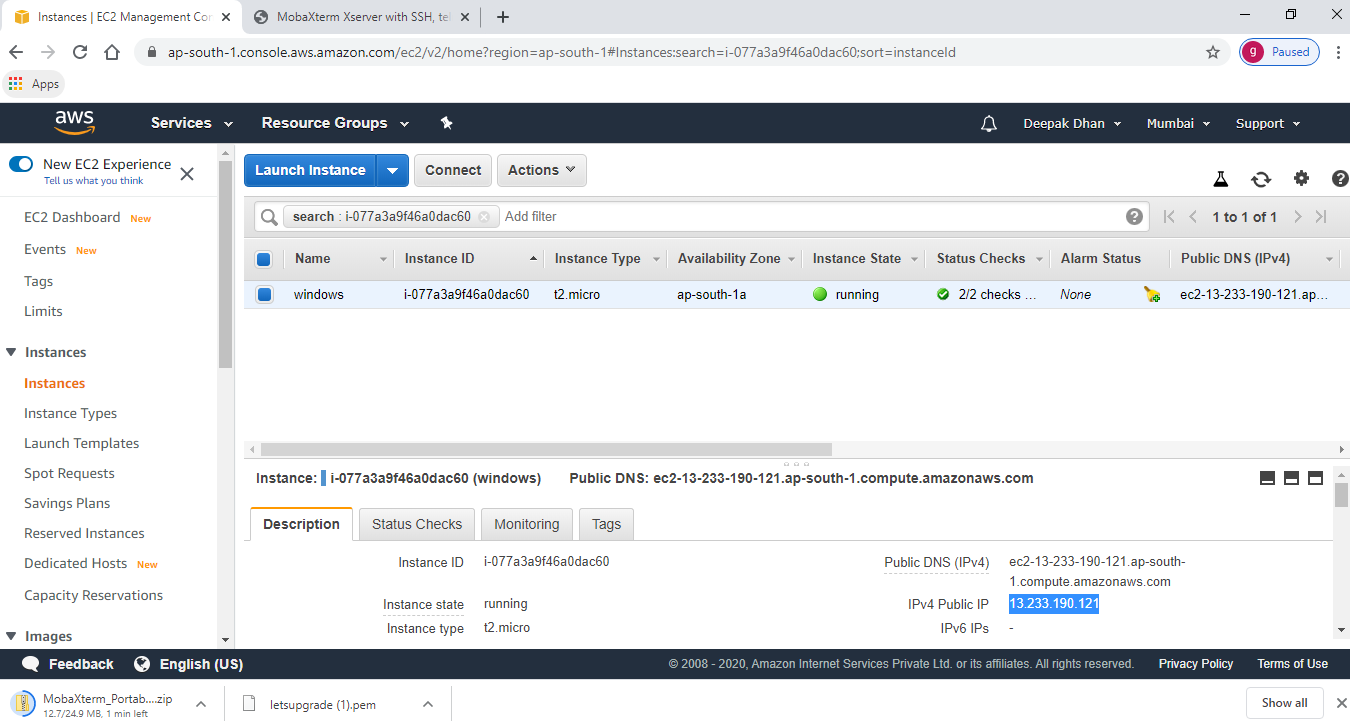 Instances | EC2 Management Con
MobaXterm Xserver with SSH, tel
ap-south-1.console.aws.amazon.com/ec2/v2/home?region=ap-south-1#Instances:search=i-077a3a9f46a0dac60;sort=instanceId
g Paused
Apps
aws Services Resource Groups Deepak Dhan Mumbai Support
New EC2 Experience
Tell us what you think
EC2 Dashboard New
Events New
Tags
Limits
Instances
Instances
Instance Types
Launch Templates
Spot Requests
Savings Plans
Reserved Instances
Dedicated Hosts New
Capacity Reservations
Images
Launch Instance Connect Actions
search : i-077a3a9f46a0dac60 Add filter 1 to 1 of 1
Name Instance ID Instance Type Availability Zone Instance State Status Checks Alarm Status Public DNS (IPv4)
windows i-077a3a9f46a0dac60 t2.micro ap-south-1a running 2/2 checks ... None ec2-13-233-190-121.ap...
Instance: i-077a3a9f46a0dac60 (windows) Public DNS: ec2-13-233-190-121.ap-south-1.compute.amazonaws.com
Description Status Checks Monitoring Tags
Instance ID i-077a3a9f46a0dac60
Instance state running
Instance type t2.micro
Public DNS (IPv4) ec2-13-233-190-121.ap-south-
1.compute.amazonaws.com
IPv4 Public IP 13.233.190.121
IPv6 IPs -
Feedback English (US) © 2008 - 2020, Amazon Internet Services Private Ltd. or its affiliates. All rights reserved. Privacy Policy Terms of Use
MobaXterm_Portab....zip
12.7/24.9 MB, 1 min left
letsupgrade (1).pem
Show all